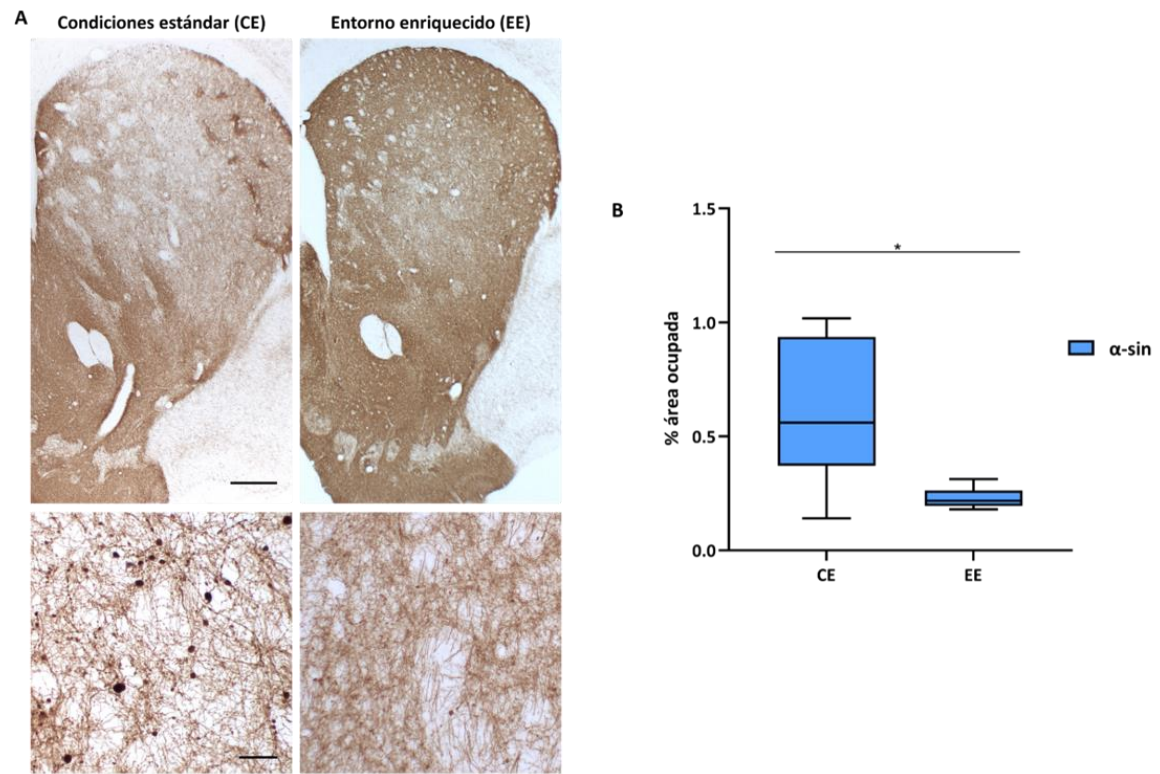 A
Condiciones estándar (CE)
Entorno enriquecido (EE)
B
% área ocupada
1.5
1.0
0.5
0.0
*
CE
EE
α-sin